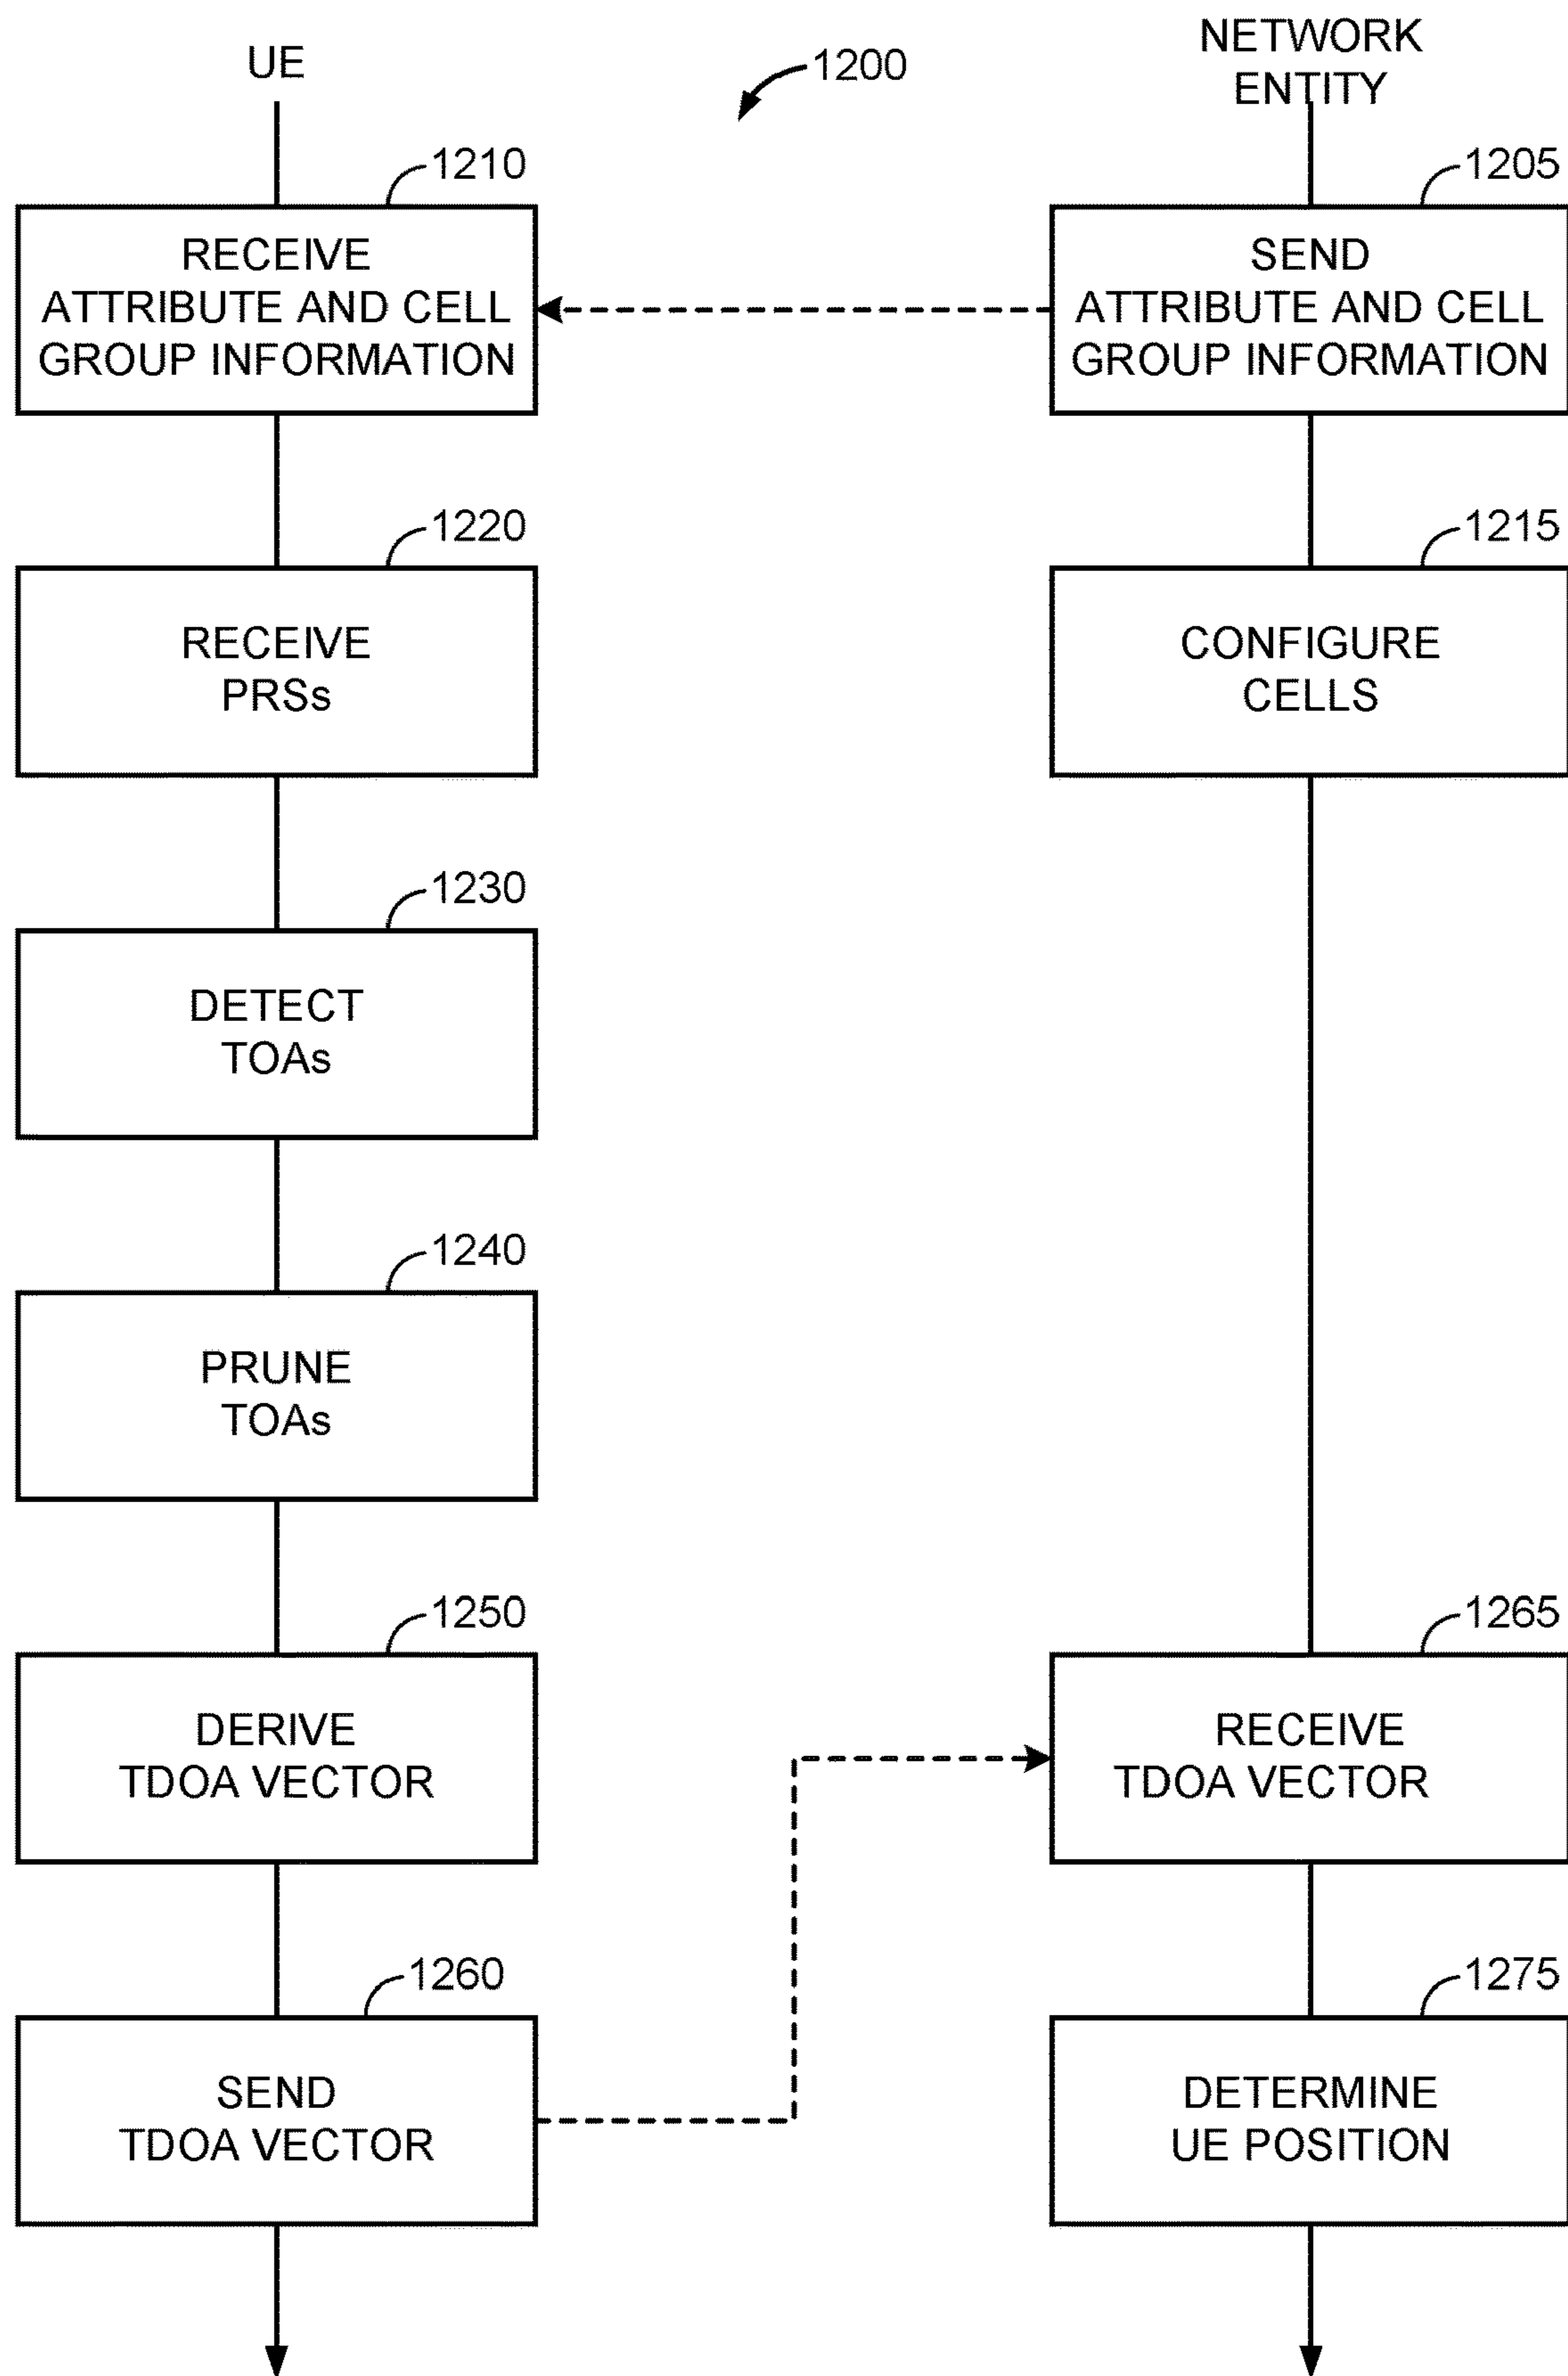 UE
1200
NETWORK
ENTITY
1210
RECEIVE
ATTRIBUTE AND CELL
GROUP INFORMATION
1205
SEND
ATTRIBUTE AND CELL
GROUP INFORMATION
1220
RECEIVE
PRSs
1215
CONFIGURE
CELLS
1230
DETECT
TOAs
1240
PRUNE
TOAs
1250
DERIVE
TDOA VECTOR
1265
RECEIVE
TDOA VECTOR
1260
SEND
TDOA VECTOR
1275
DETERMINE
UE POSITION